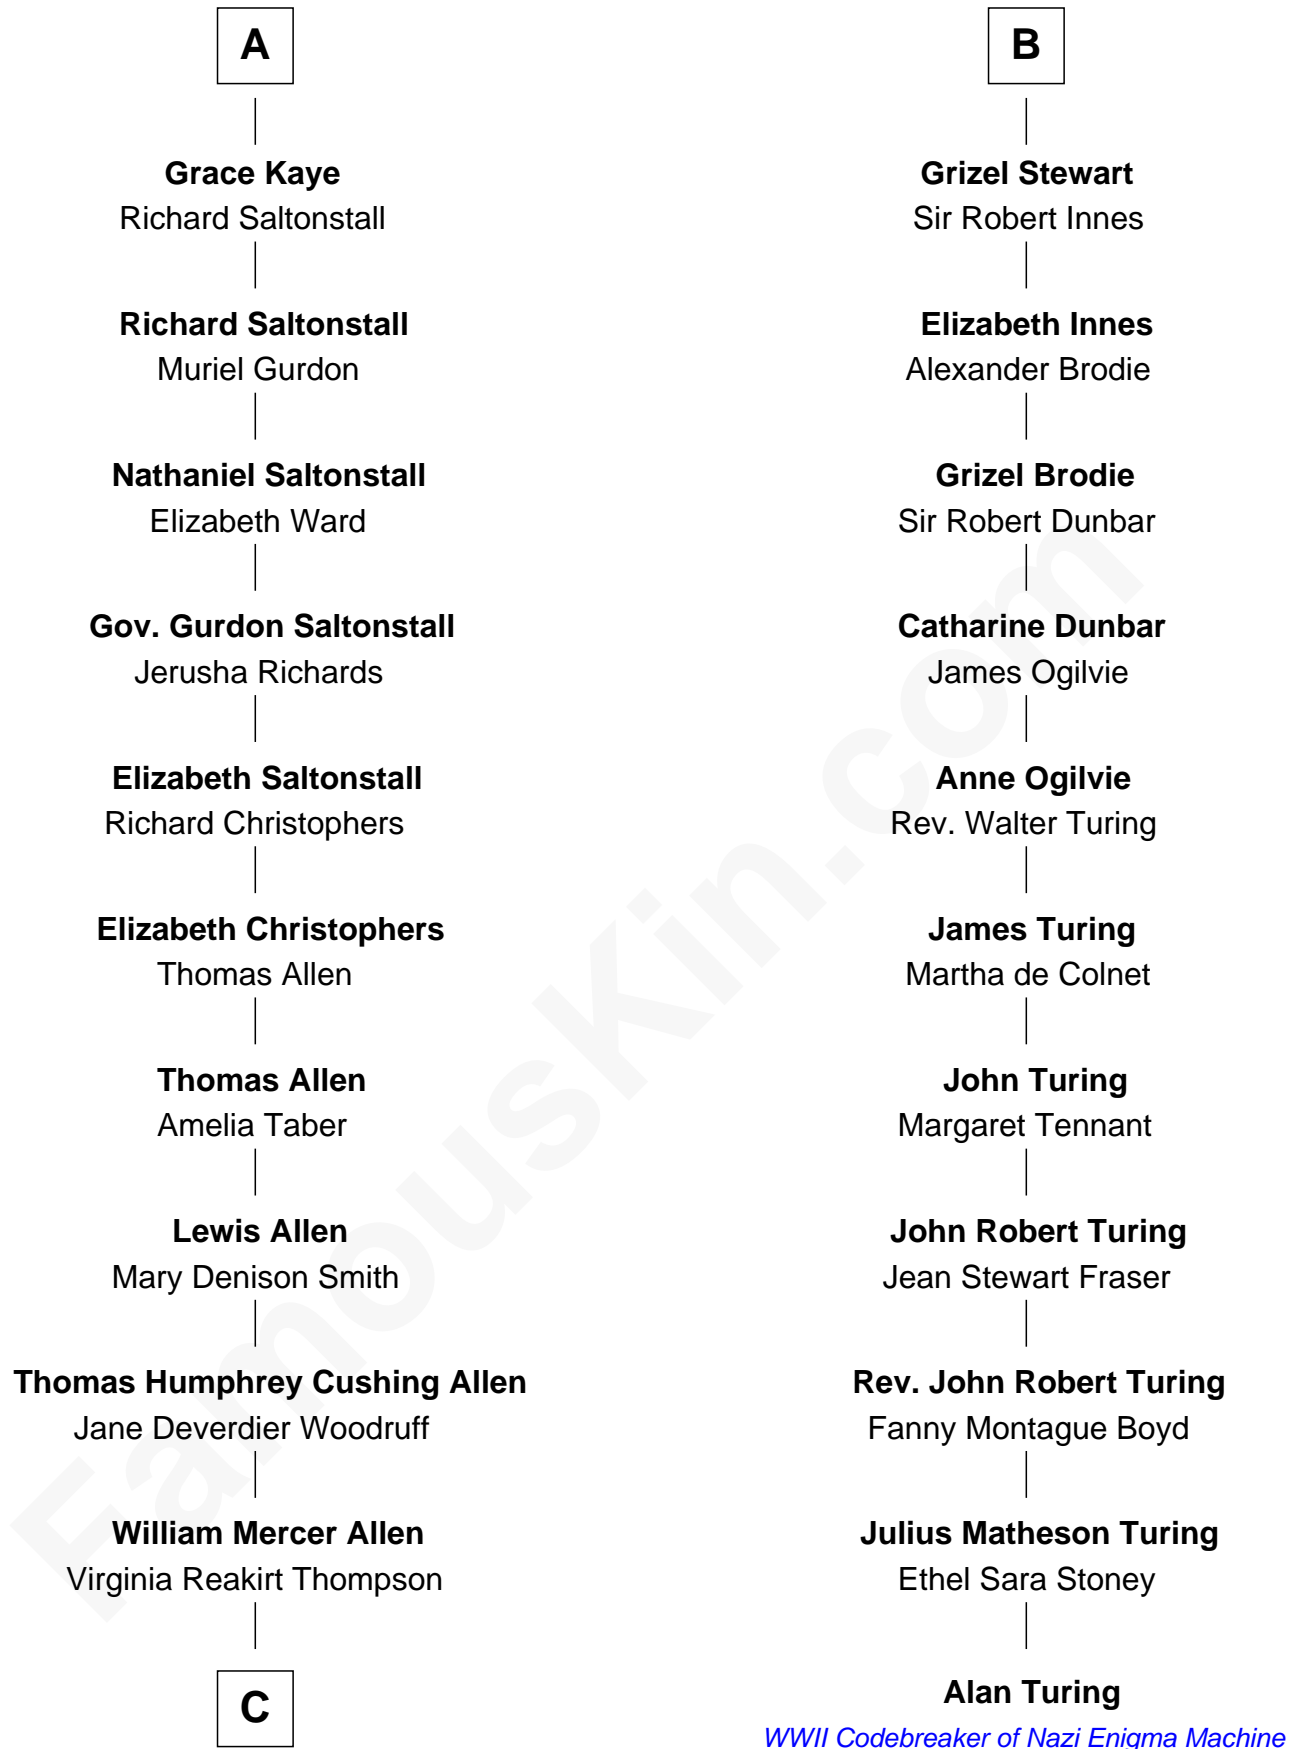 A
Grace Kaye
Richard Saltonstall
Richard Saltonstall
Muriel Gurdon
Nathaniel Saltonstall
Elizabeth Ward
Gov. Gurdon Saltonstall
Jerusha Richards
Elizabeth Saltonstall
Richard Christophers
Elizabeth Christophers
Thomas Allen
Thomas Allen
Amelia Taber
Lewis Allen
Mary Denison Smith
Thomas Humphrey Cushing Allen
Jane Deverdier Woodruff
William Mercer Allen
Virginia Reakirt Thompson
C
B
Grizel Stewart
Sir Robert Innes
Elizabeth Innes
Alexander Brodie
Grizel Brodie
Sir Robert Dunbar
Catharine Dunbar
James Ogilvie
Anne Ogilvie
Rev. Walter Turing
James Turing
Martha de Colnet
John Turing
Margaret Tennant
John Robert Turing
Jean Stewart Fraser
Rev. John Robert Turing
Fanny Montague Boyd
Julius Matheson Turing
Ethel Sara Stoney
Alan Turing
WWII Codebreaker of Nazi Enigma Machine
FamousKin.com